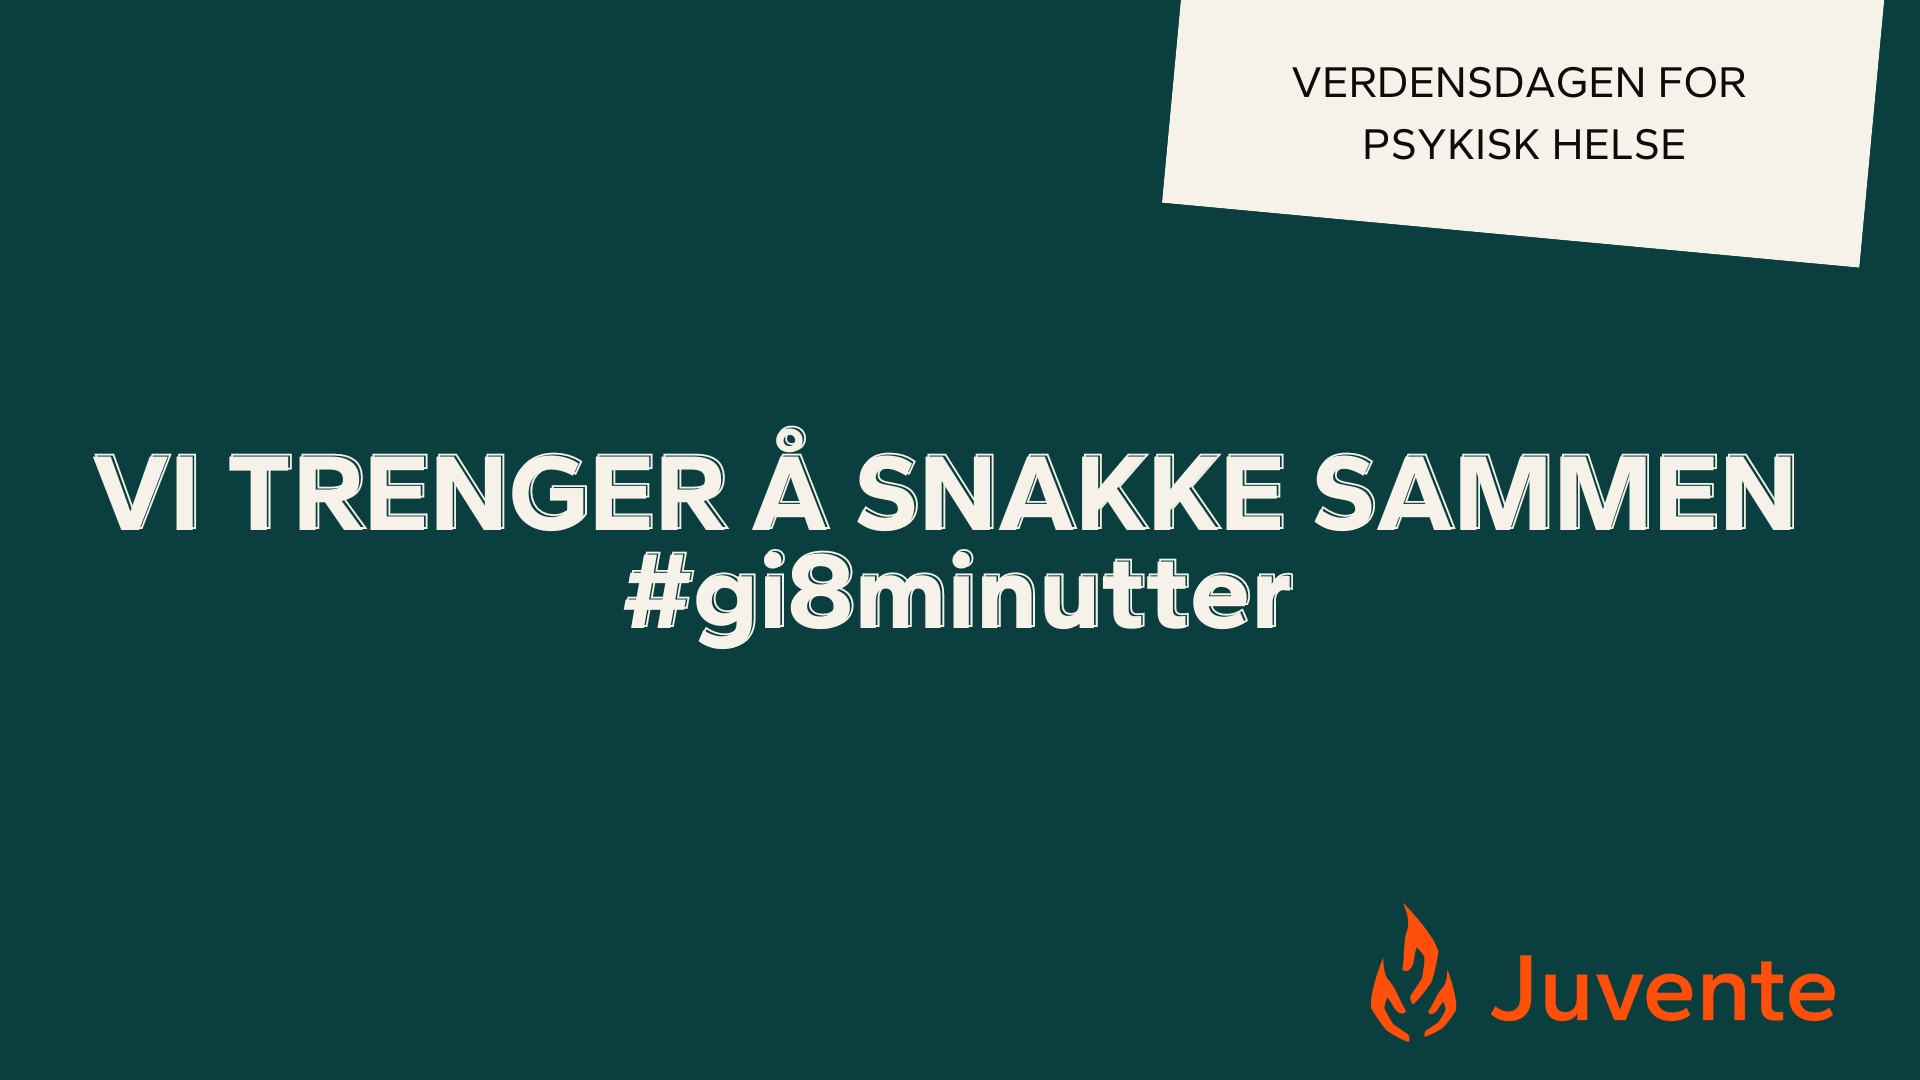 VERDENSDAGEN FOR
PSYKISK HELSE
VI TRENGER Å SNAKKE SAMMEN
#gi8minutter
Juvente